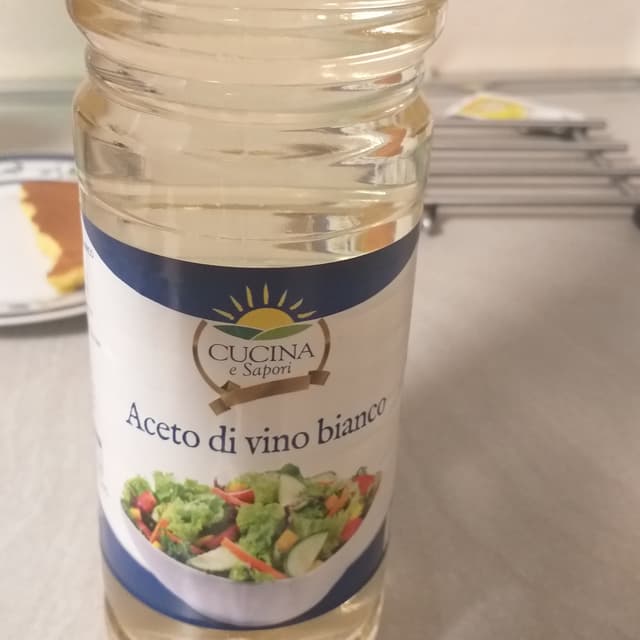 CUCINA
e Sapori
Aceto di vino bianco